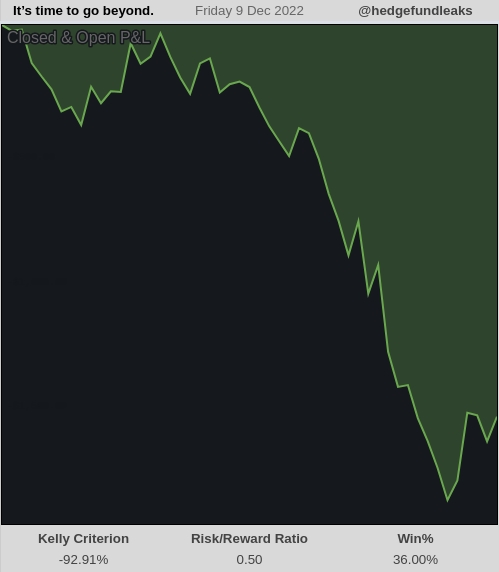 It's time to go beyond. Friday 9 Dec 2022 @hedgefundleaks
Closed & Open P&L
Kelly Criterion Risk/Reward Ratio Win%
-92.91% 0.50 36.00%